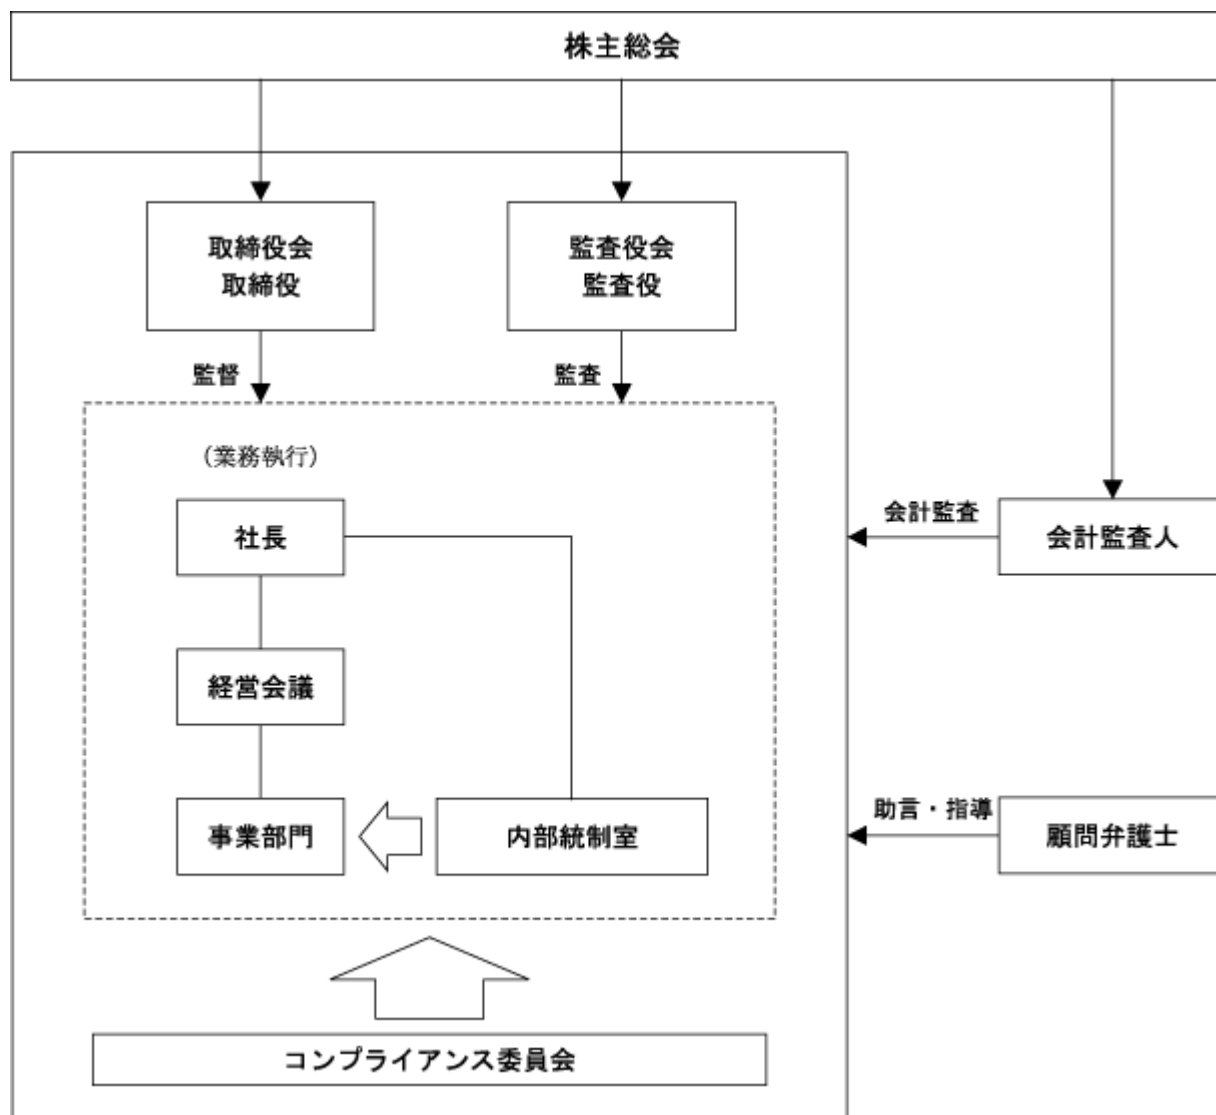 株主総会
取締役会
取締役
監査役会
監査役
監督
監査
（業務執行）
社長
会計監査
会計監査人
経営会議
助言・指導
事業部門
内部統制室
顧問弁護士
コンプライアンス委員会